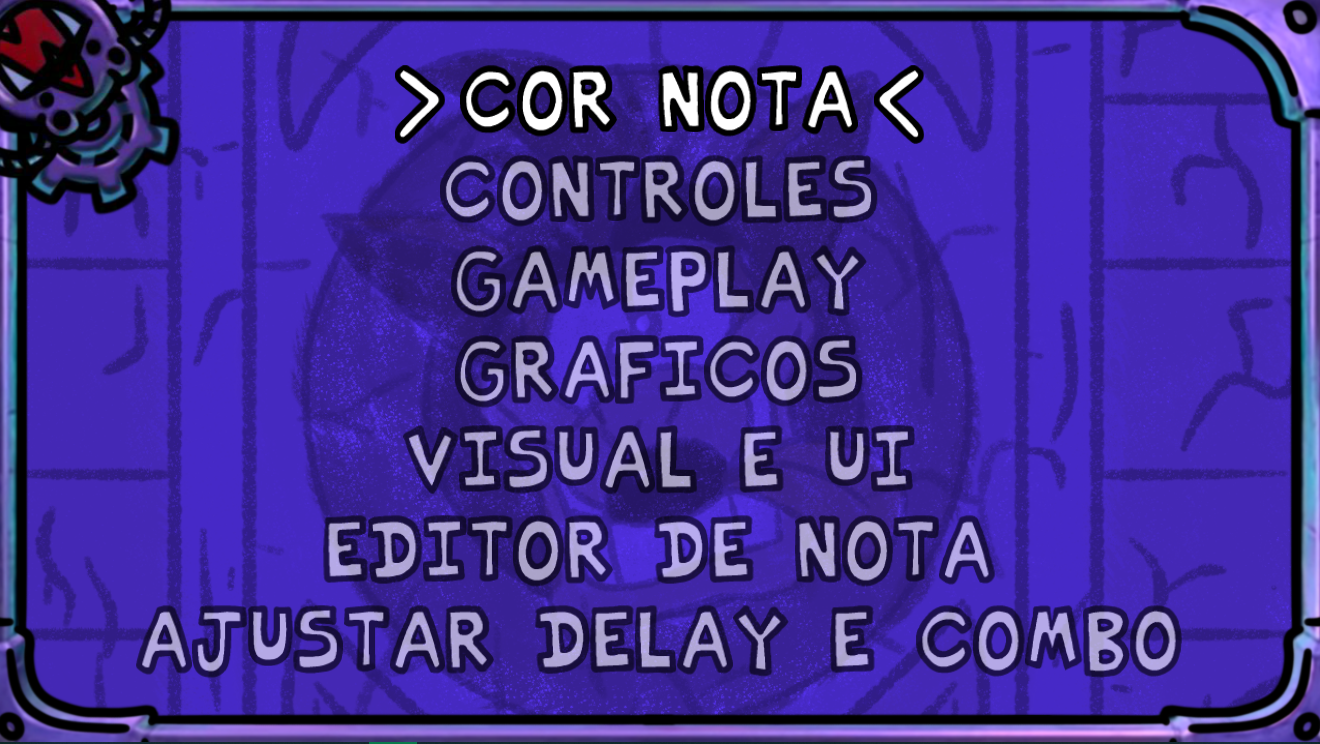 >COR NOTA<
CONTROLES
GAMEPLAY
GRAFICOS
VISUAL E UI
EDITOR DE NOTA
AJUSTAR DELAY E COMBO